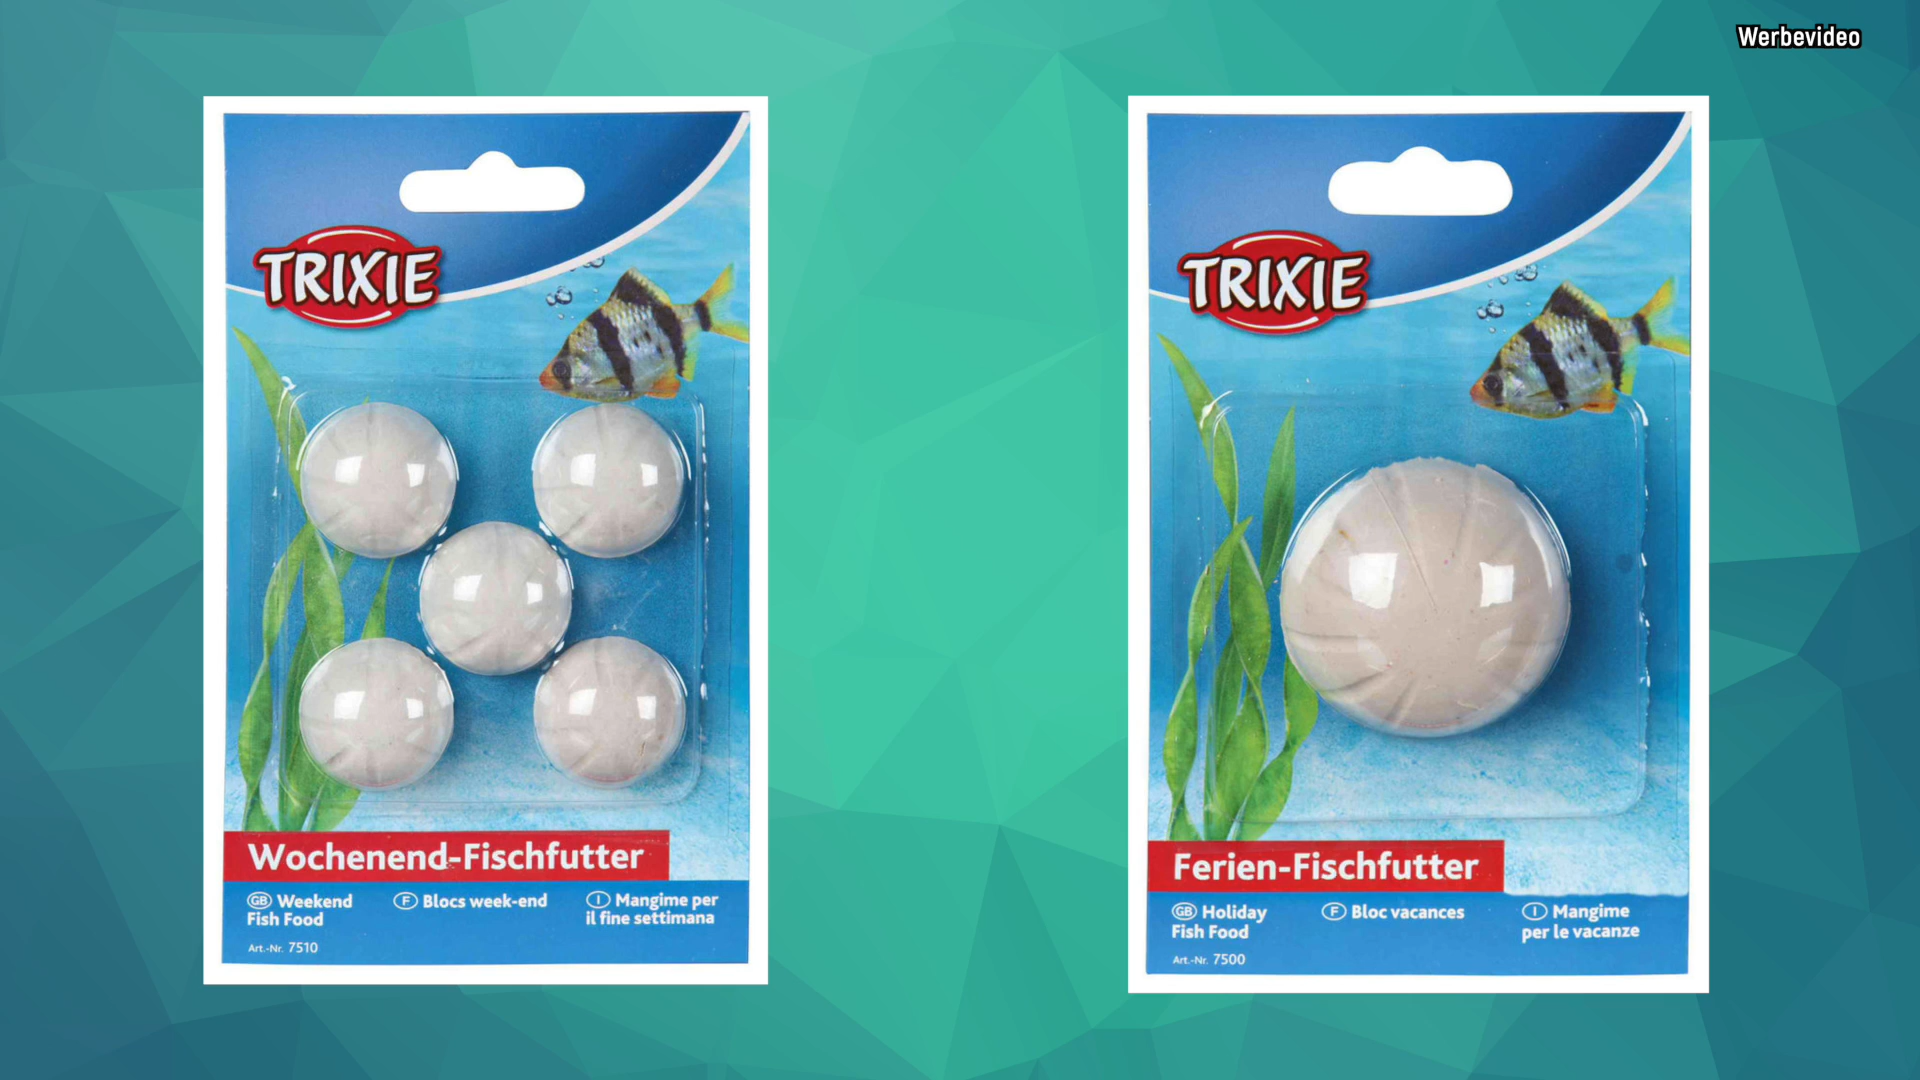 Werbevideo
TRIXIE
Wochenend-Fischfutter
GB Weekend
Fish Food
F Blocs week-end
I Mangime per
il fine settimana
Art.-Nr. 7510
TRIXIE
Ferien-Fischfutter
GB Holiday
Fish Food
F Bloc vacances
I Mangime
per le vacanze
Art.-Nr. 7500